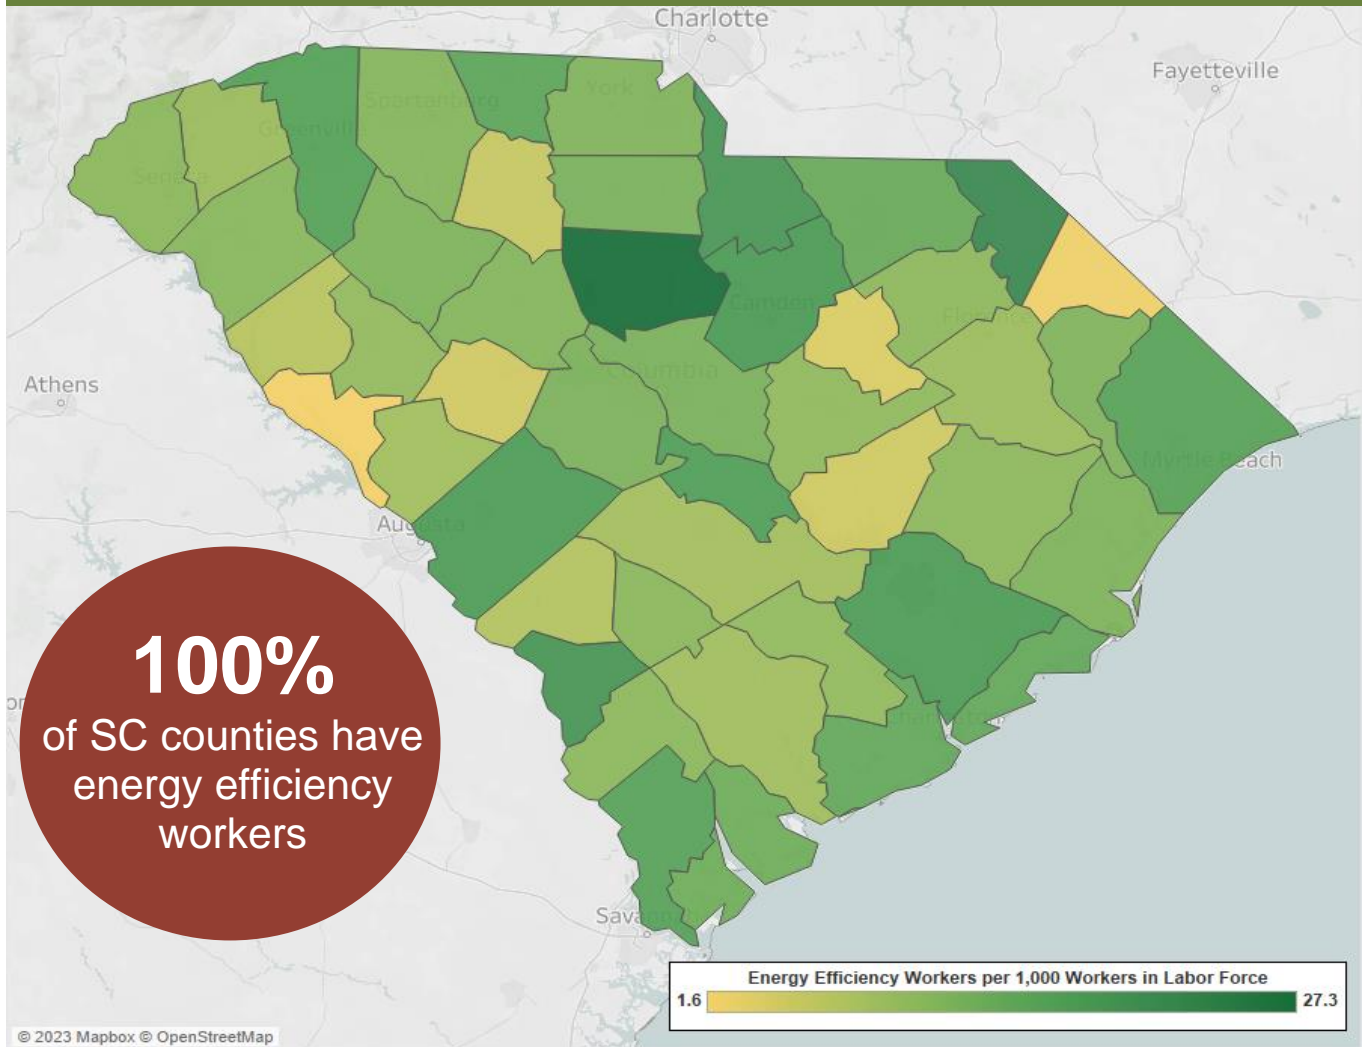 Charlotte
Fayetteville
Spartanburg
York
Greenville
Seneca
Camden
Florence
Columbia
Athens
Myrtle Beach
Augusta
100%
of SC counties have
energy efficiency
workers
Charleston
Savannah
Energy Efficiency Workers per 1,000 Workers in Labor Force
1.6
27.3
© 2023 Mapbox © OpenStreetMap